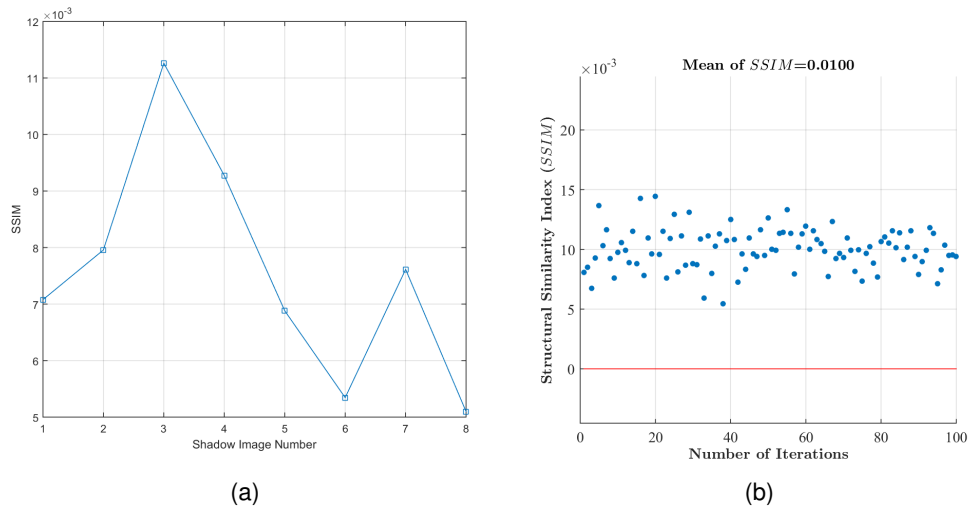 ×10⁻³
12
11
10
9
8
7
6
5
SSIM
1 2 3 4 5 6 7 8
Shadow Image Number
(a)
Mean of SSIM=0.0100
×10⁻³
20
15
10
5
0
Structural Similarity Index (SSIM)
0 20 40 60 80 100
Number of Iterations
(b)